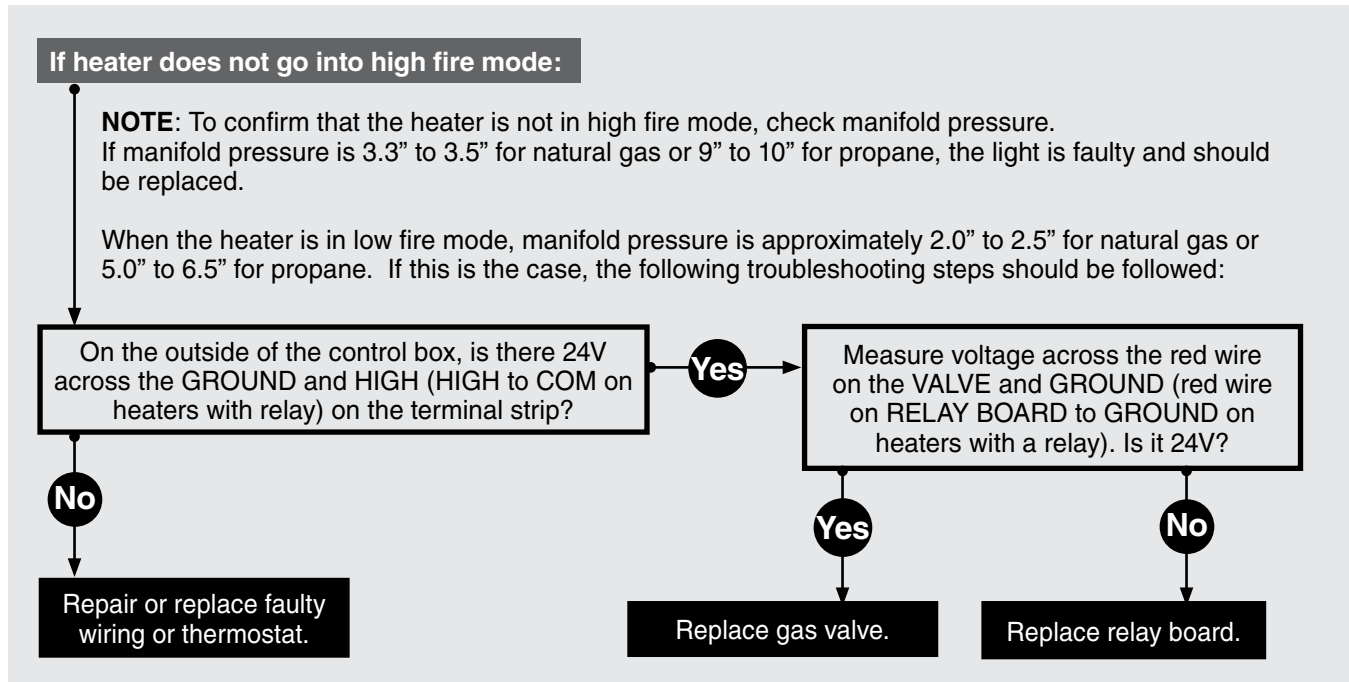 If heater does not go into high fire mode:
NOTE: To confirm that the heater is not in high fire mode, check manifold pressure.
If manifold pressure is 3.3” to 3.5” for natural gas or 9” to 10” for propane, the light is faulty and should
be replaced.
When the heater is in low fire mode, manifold pressure is approximately 2.0” to 2.5” for natural gas or
5.0” to 6.5” for propane.  If this is the case, the following troubleshooting steps should be followed:
On the outside of the control box, is there 24V
across the GROUND and HIGH (HIGH to COM on
heaters with relay) on the terminal strip?
Yes
Measure voltage across the red wire
on the VALVE and GROUND (red wire
on RELAY BOARD to GROUND on
heaters with a relay). Is it 24V?
No
Yes
No
Repair or replace faulty
wiring or thermostat.
Replace gas valve.
Replace relay board.